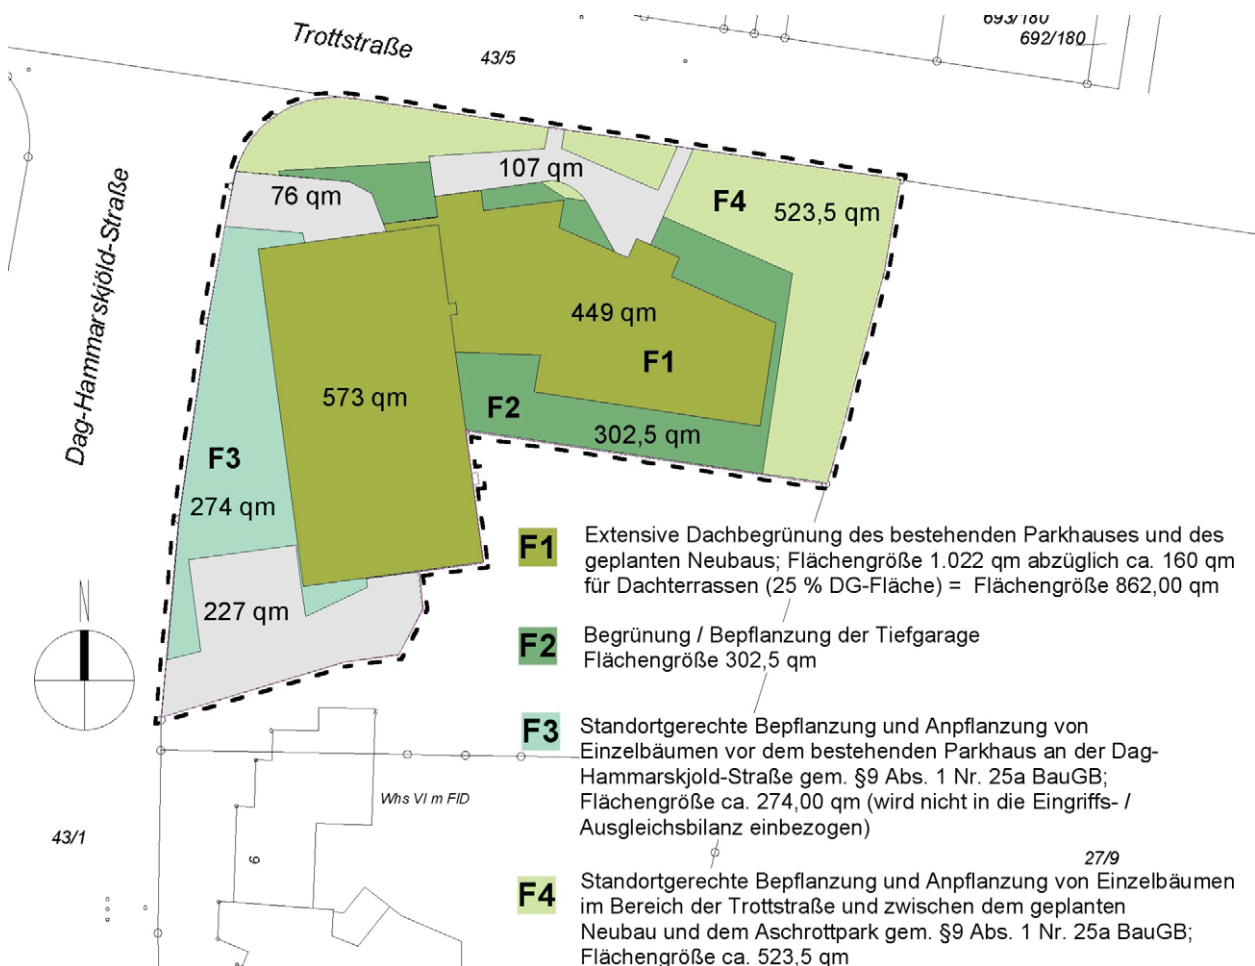 693/180
692/180
Trottstraße
43/5
107 qm
76 qm
F4
523,5 qm
Dag-Hammarskjöld-Straße
449 qm
F1
573 qm
F2
302,5 qm
F3
274 qm
227 qm
F1
Extensive Dachbegrünung des bestehenden Parkhauses und des
geplanten Neubaus; Flächengröße 1.022 qm abzüglich ca. 160 qm
für Dachterrassen (25 % DG-Fläche) = Flächengröße 862,00 qm
F2
Begrünung / Bepflanzung der Tiefgarage
Flächengröße 302,5 qm
F3
Standortgerechte Bepflanzung und Anpflanzung von
Einzelbäumen vor dem bestehenden Parkhaus an der Dag-
Hammarskjold-Straße gem. §9 Abs. 1 Nr. 25a BauGB;
Flächengröße ca. 274,00 qm (wird nicht in die Eingriffs- /
Ausgleichsbilanz einbezogen)
Whs VI m FID
43/1
6
27/9
F4
Standortgerechte Bepflanzung und Anpflanzung von Einzelbäumen
im Bereich der Trottstraße und zwischen dem geplanten
Neubau und dem Aschrottpark gem. §9 Abs. 1 Nr. 25a BauGB;
Flächengröße ca. 523,5 qm